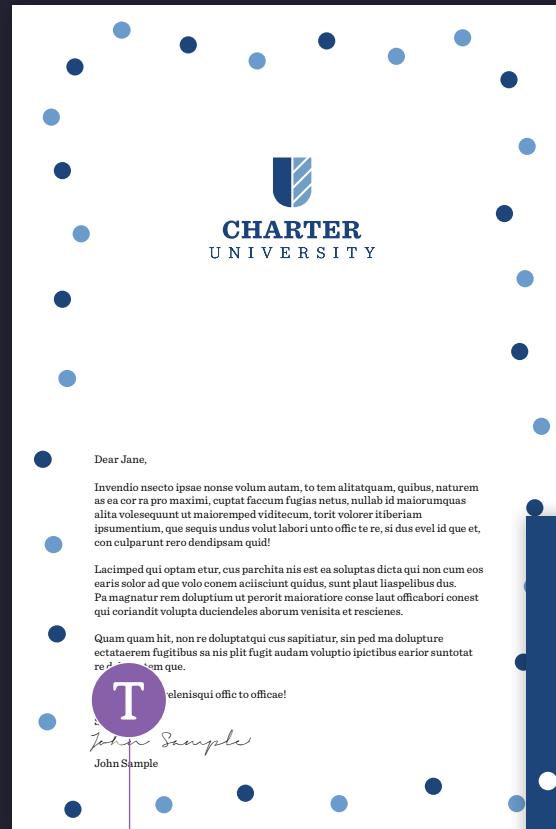 CHARTER
UNIVERSITY
Dear Jane,
Invendio nsecto ipsae nonse volum autam, to tem alitatquam, quibus, naturem
as ea cor ra pro maximi, cuptat faccum fugias netus, nullab id maiorumquas
alita volesequunt ut maioremped viditecum, torit volorer itiberiam
ipsumentium, que sequis undus volut labori unto offic te re, si dus evel id que et,
con culparunt rero dendipsam quid!
Lacimped qui optam etur, cus parchita nis est ea soluptas dicta qui non cum eos
earis solor ad que volo conem aciisciunt quidus, sunt plaut liaspelibus dus.
Pa magnatur rem doluptium ut perorit maioratiore conse laut officabori conest
qui coriandit volupta duciendeles aborum venisita et rescienes.
Quam quam hit, non re doluptatqui cus sapitiatur, sin ped ma dolupture
ectataerem fugitibus sa nis plit fugit audam voluptio ipictibus earior suntotat
tem que.
velenisqui offic to officae!
T
John Sample
John Sample